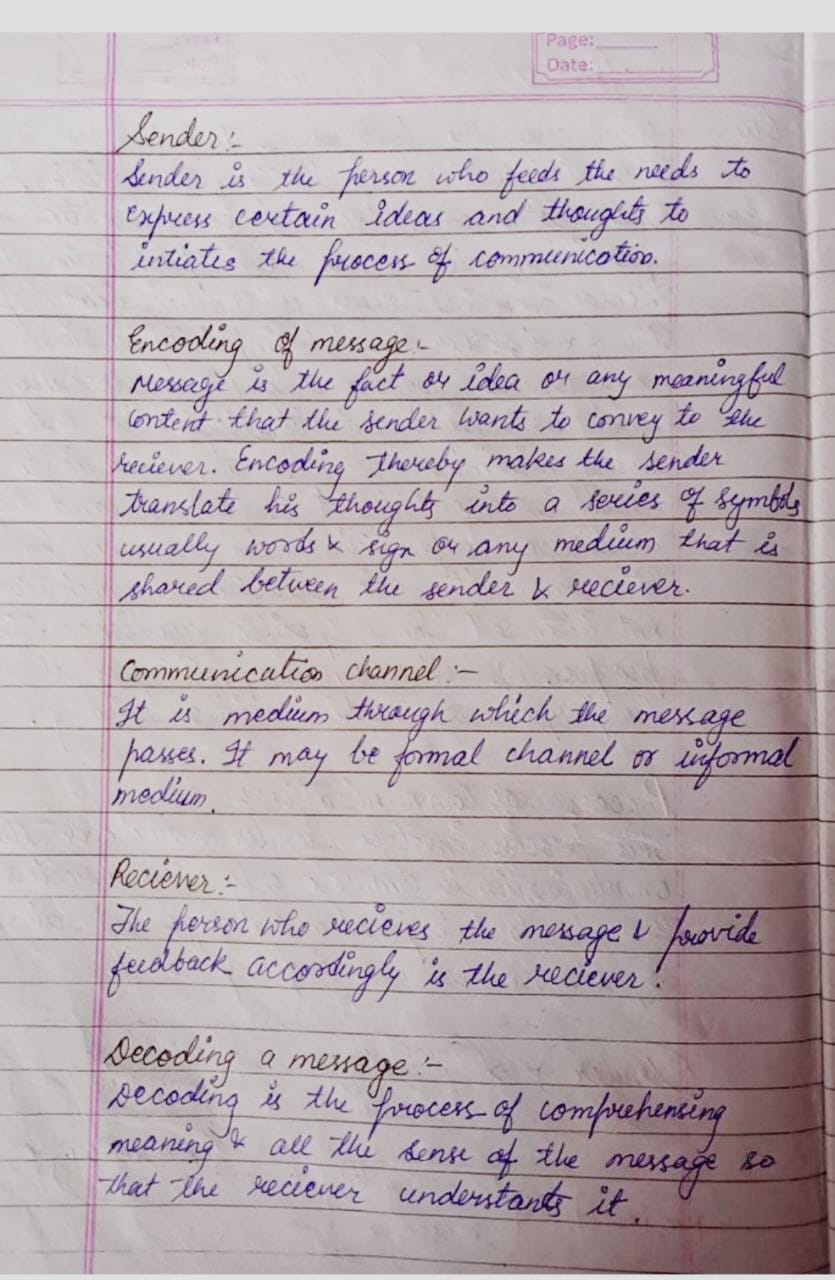 Page:
Date:
Sender:-
Sender is the person who feeds the needs to
express certain ideas and thoughts to
intiates the process of communication.
Encoding of message:-
Message is the fact or idea or any meaningful
content that the sender wants to convey to the
reciever. Encoding thereby makes the sender
translate his thoughts into a series of symbols
usually words & sign or any medium that is
shared between the sender & reciever.
Communication channel:-
It is medium through which the message
passes. It may be formal channel or informal
medium.
Reciever:-
The person who recieves the message & provide
feedback accordingly is the reciever.
Decoding a message:-
Decoding is the process of comprehensing
meaning & all the sense of the message so
that the reciever understants it.